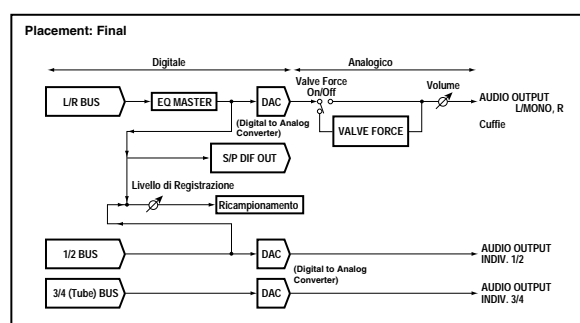 Placement: Final
Digitale
Analogico
Valve Force
On/Off
Volume
L/R BUS
EQ MASTER
DAC
AUDIO OUTPUT
L/MONO, R
Cuffie
(Digital to Analog
Converter)
VALVE FORCE
S/P DIF OUT
Livello di Registrazione
Ricampionamento
1/2 BUS
DAC
AUDIO OUTPUT
INDIV. 1/2
(Digital to Analog
Converter)
3/4 (Tube) BUS
DAC
AUDIO OUTPUT
INDIV. 3/4